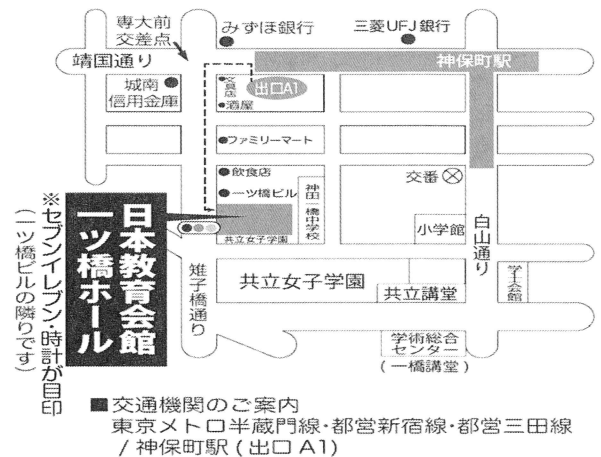 専大前
交差点
みずほ銀行
三菱UFJ銀行
靖国通り
神保町駅
城南
信用金庫
文具店
出口A1
酒屋
ファミリーマート
飲食店
一ツ橋ビル
神田一橋中学校
交番
日本教育会館
一ツ橋ホール
※セブンイレブン・時計が目印
(一ツ橋ビルの隣りです)
共立女子学園
小学館
白山通り
雉子橋通り
共立女子学園
共立講堂
学士会館
学術総合
センター
(一橋講堂)
■交通機関のご案内
東京メトロ半蔵門線・都営新宿線・都営三田線
/神保町駅(出口A1)